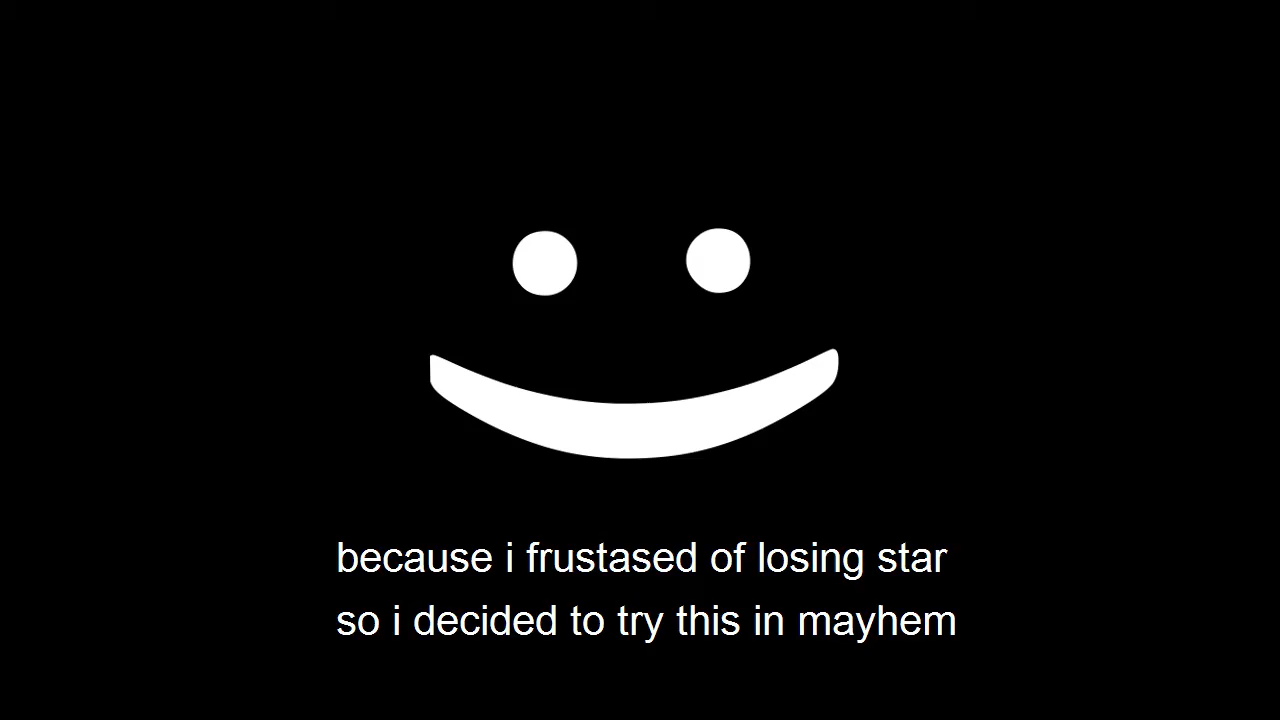 because i frustased of losing star
so i decided to try this in mayhem